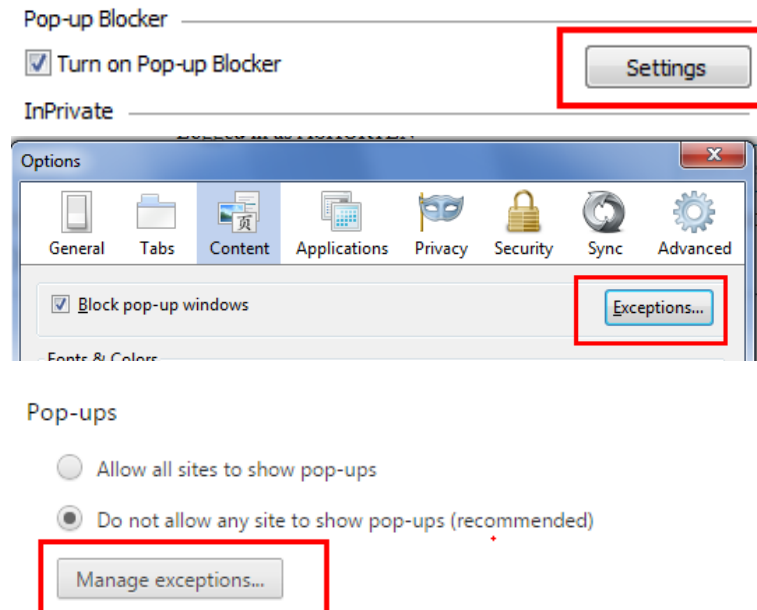 Pop-up Blocker
Turn on Pop-up Blocker
Settings
InPrivate
Options
General Tabs Content Applications Privacy Security Sync Advanced
Block pop-up windows
Exceptions...
Fonts & Colors
Pop-ups
Allow all sites to show pop-ups
Do not allow any site to show pop-ups (recommended)
Manage exceptions...